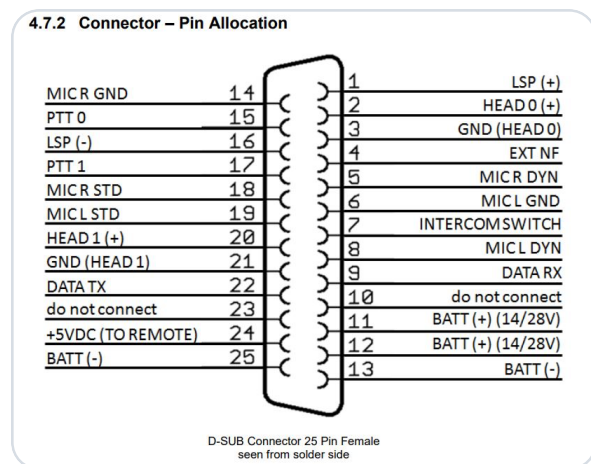 4.7.2 Connector – Pin Allocation
MIC R GND 14
PTT 0 15
LSP (-) 16
PTT 1 17
MIC R STD 18
MIC L STD 19
HEAD 1 (+) 20
GND (HEAD 1) 21
DATA TX 22
do not connect 23
+5VDC (TO REMOTE) 24
BATT (-) 25
1 LSP (+)
2 HEAD 0 (+)
3 GND (HEAD 0)
4 EXT NF
5 MIC R DYN
6 MIC L GND
7 INTERCOM SWITCH
8 MIC L DYN
9 DATA RX
10 do not connect
11 BATT (+) (14/28V)
12 BATT (+) (14/28V)
13 BATT (-)
D-SUB Connector 25 Pin Female
seen from solder side